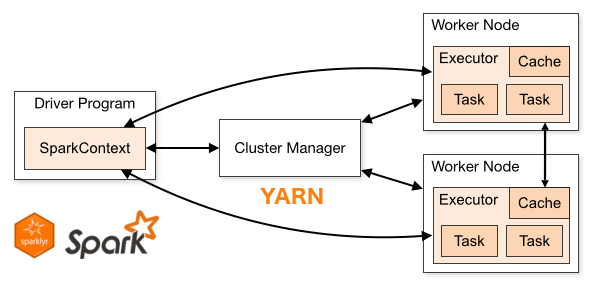 Driver Program
SparkContext
Cluster Manager
YARN
Worker Node
Executor
Cache
Task
Task
Worker Node
Executor
Cache
Task
Task
sparklyr
Spark